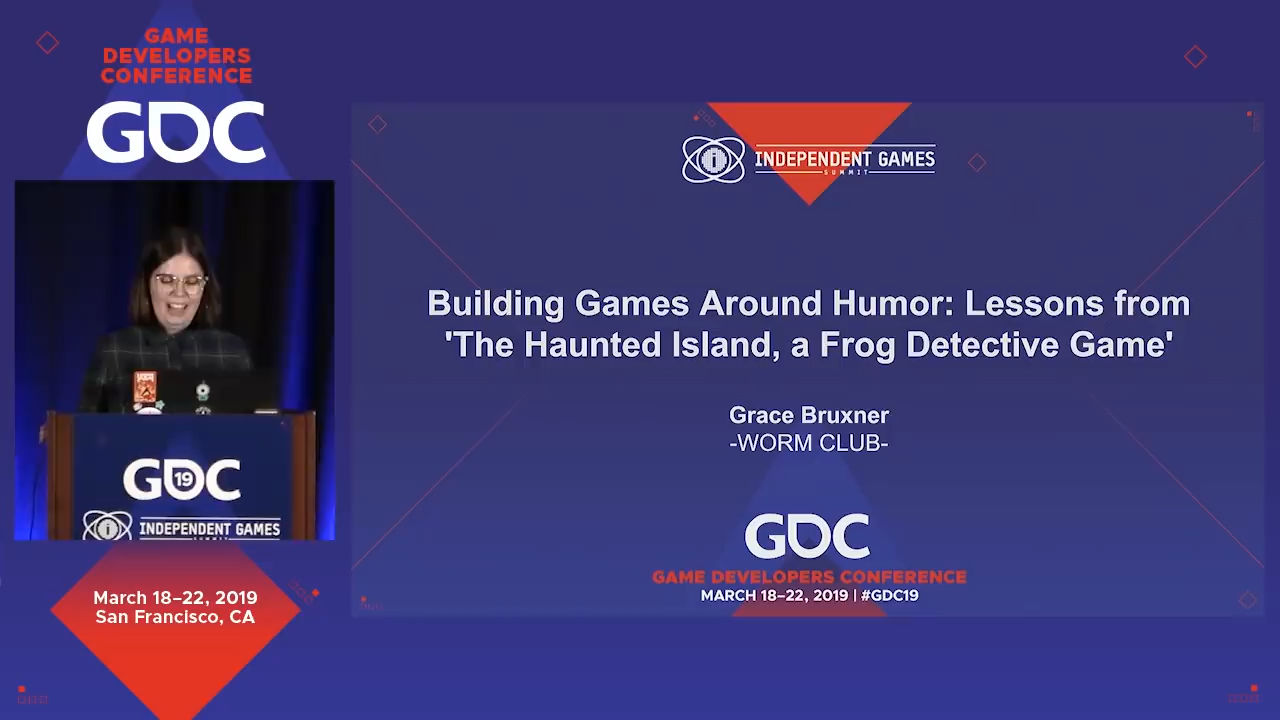 GAME
DEVELOPERS
CONFERENCE
GDC
INDEPENDENT GAMES
SUMMIT
Building Games Around Humor: Lessons from
'The Haunted Island, a Frog Detective Game'
Grace Bruxner
-WORM CLUB-
GDC
GAME DEVELOPERS CONFERENCE
MARCH 18–22, 2019 | #GDC19
GDC
19
INDEPENDENT GAMES
SUMMIT
March 18–22, 2019
San Francisco, CA